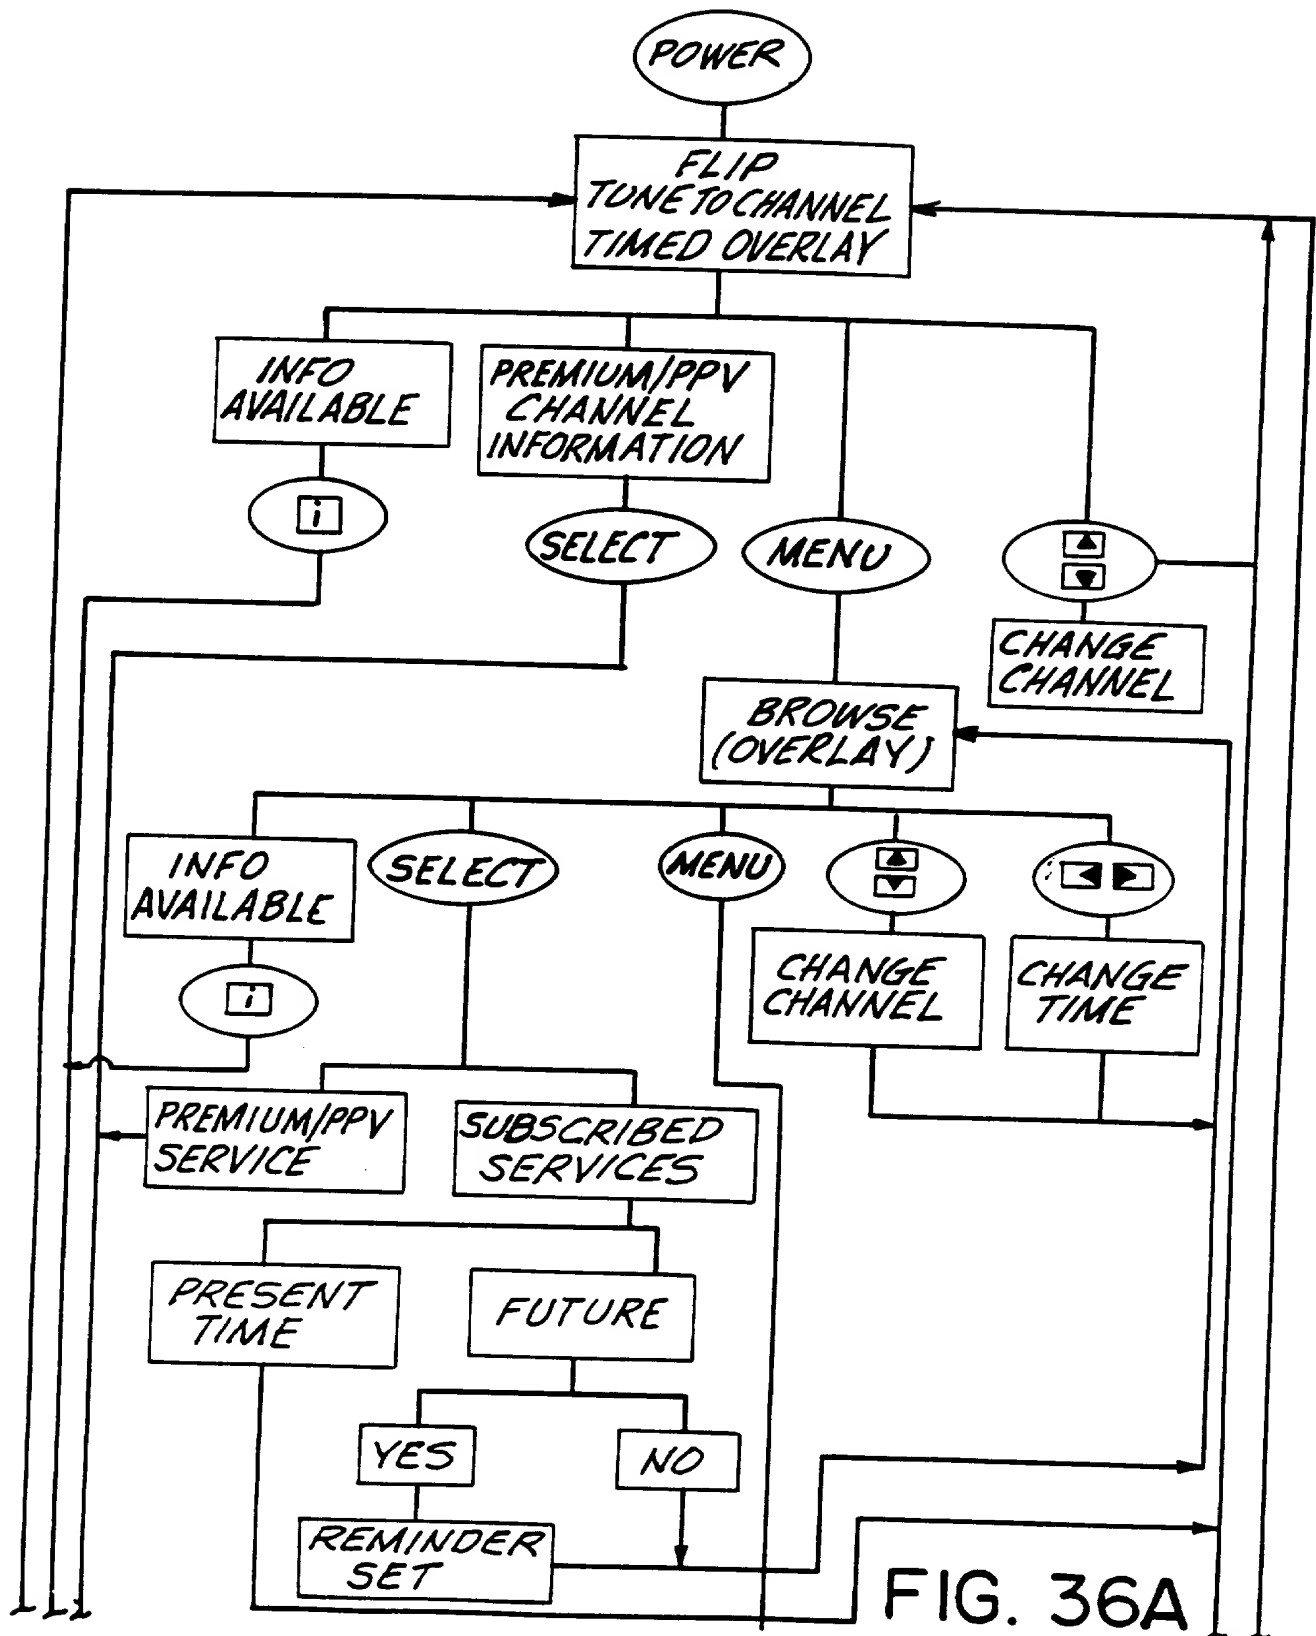 POWER
FLIP
TUNE TO CHANNEL
TIMED OVERLAY
INFO
AVAILABLE
PREMIUM/PPV
CHANNEL
INFORMATION
i
SELECT
MENU
CHANGE
CHANNEL
BROWSE
(OVERLAY)
INFO
AVAILABLE
SELECT
MENU
i
CHANGE
CHANNEL
CHANGE
TIME
PREMIUM/PPV
SERVICE
SUBSCRIBED
SERVICES
PRESENT
TIME
FUTURE
YES
NO
REMINDER
SET
FIG. 36A